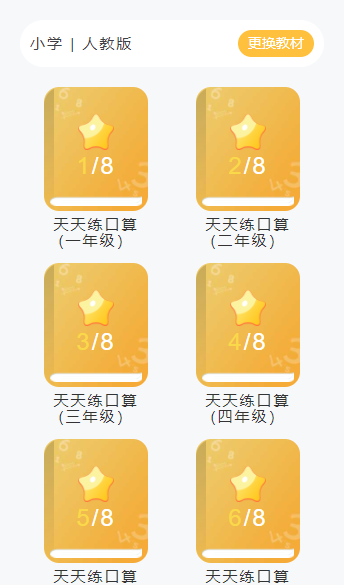 小学 | 人教版
更换教材
1/8
2/8
天天练口算
(一年级)
天天练口算
(二年级)
3/8
4/8
天天练口算
(三年级)
天天练口算
(四年级)
5/8
6/8
天天练口算
天天练口算